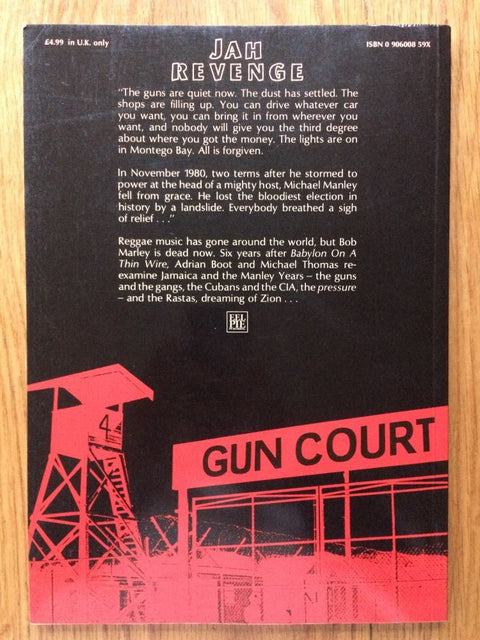 £4.99 in U.K. only
ISBN 0 906008 59X
JAH
REVENGE
"The guns are quiet now. The dust has settled. The
shops are filling up. You can drive whatever car
you want, you can bring it in from wherever you
want, and nobody will give you the third degree
about where you got the money. The lights are on
in Montego Bay. All is forgiven.
In November 1980, two terms after he stormed to
power at the head of a mighty host, Michael Manley
fell from grace. He lost the bloodiest election in
history by a landslide. Everybody breathed a sigh
of relief . . ."
Reggae music has gone around the world, but Bob
Marley is dead now. Six years after Babylon On A
Thin Wire, Adrian Boot and Michael Thomas re-
examine Jamaica and the Manley Years – the guns
and the gangs, the Cubans and the CIA, the pressure
– and the Rastas, dreaming of Zion . . .
EEL
PIE
4
GUN COURT